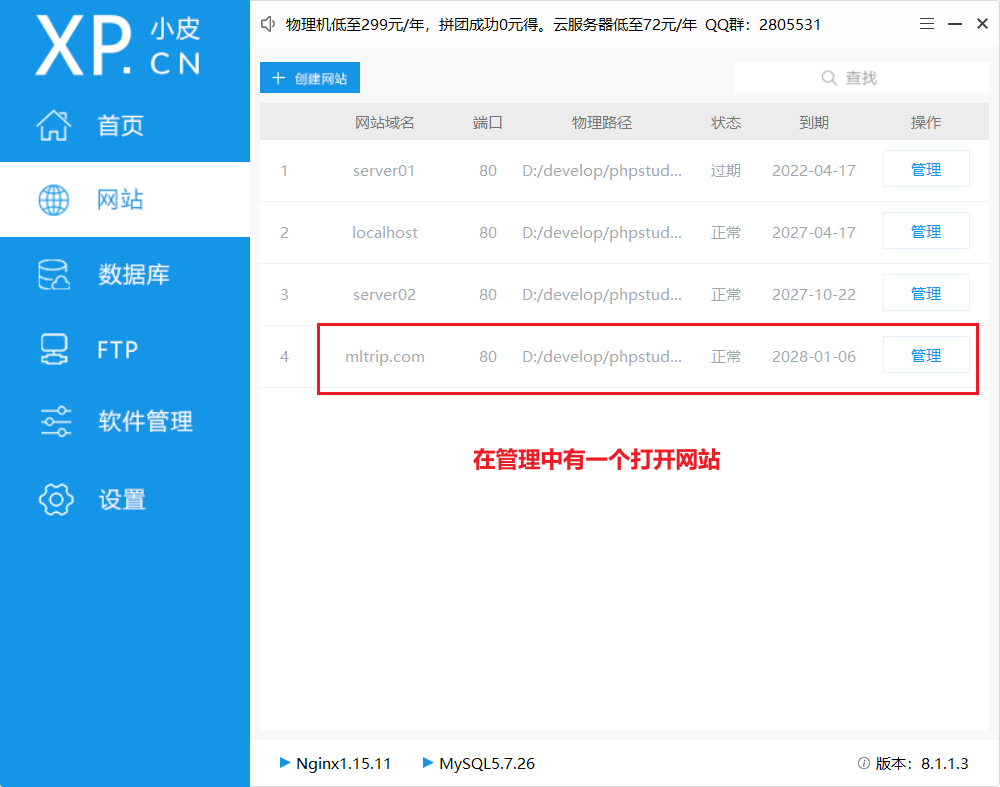 XP.CN 小皮
物理机低至299元/年，拼团成功0元得。云服务器低至72元/年 QQ群：2805531
首页
网站
数据库
FTP
软件管理
设置
创建网站
查找
网站域名 端口 物理路径 状态 到期 操作
1 server01 80 D:/develop/phpstud... 过期 2022-04-17 管理
2 localhost 80 D:/develop/phpstud... 正常 2027-04-17 管理
3 server02 80 D:/develop/phpstud... 正常 2027-10-22 管理
4 mltrip.com 80 D:/develop/phpstud... 正常 2028-01-06 管理
在管理中有一个打开网站
Nginx1.15.11 MySQL5.7.26 版本：8.1.1.3